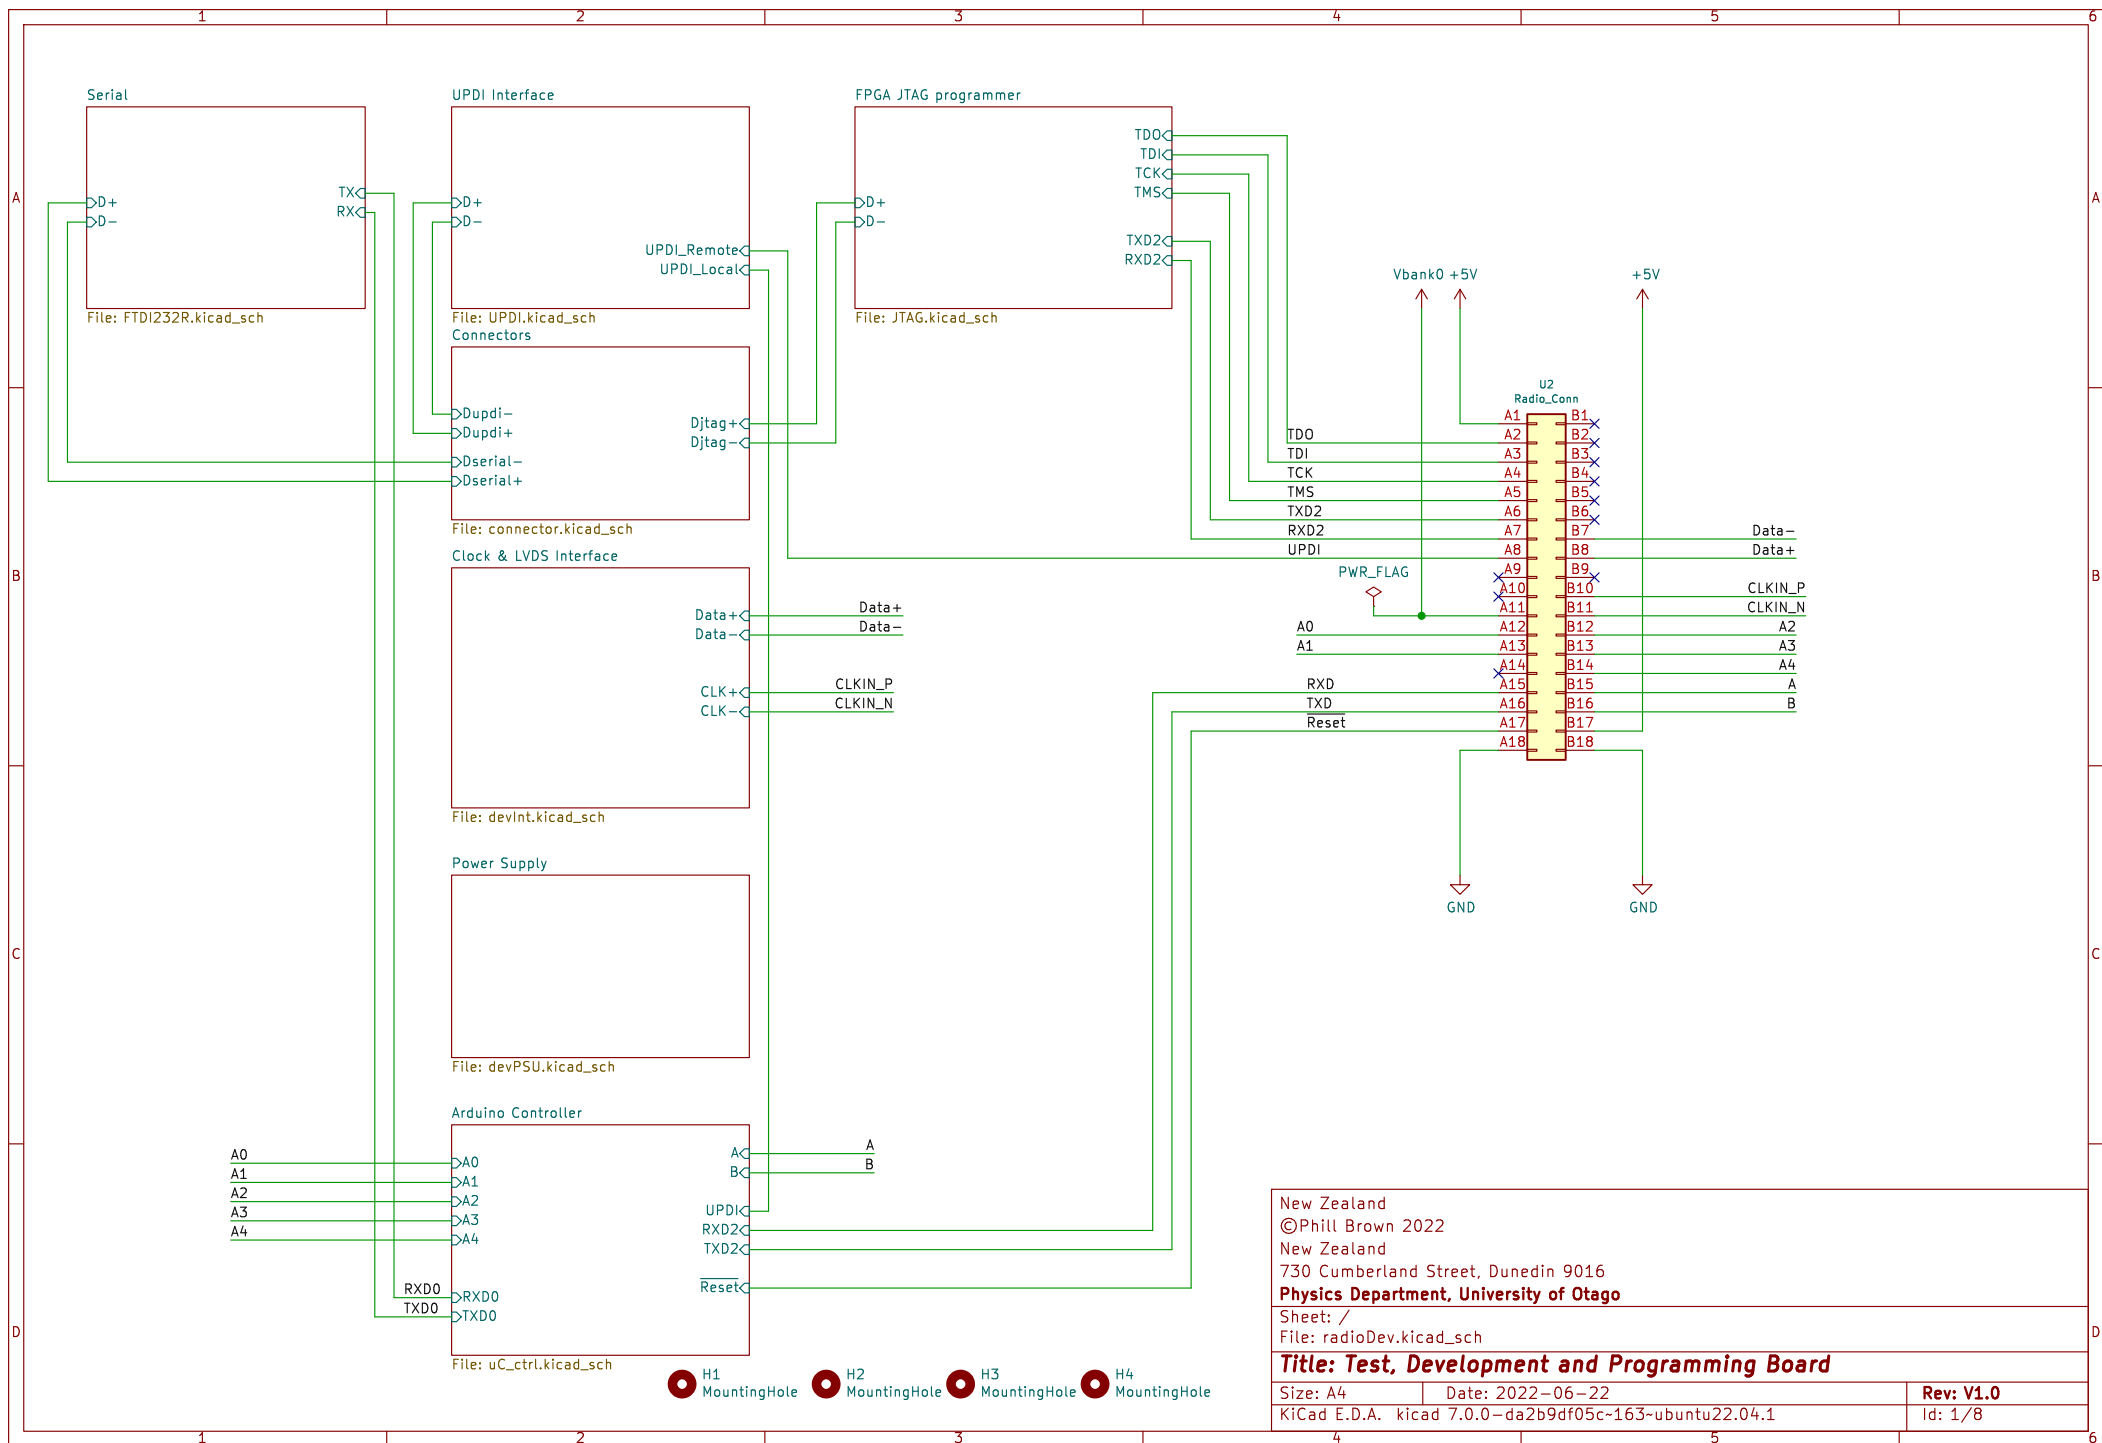 1 2 3 4 5 6
A A
B B
C C
D D
Serial
TX
RX
D+
D-
File: FTDI232R.kicad_sch
UPDI Interface
D+
D-
UPDI_Remote
UPDI_Local
File: UPDI.kicad_sch
FPGA JTAG programmer
TDO
TDI
TCK
TMS
D+
D-
TXD2
RXD2
File: JTAG.kicad_sch
Connectors
Dupdi-
Dupdi+
Dserial-
Dserial+
Djtag+
Djtag-
File: connector.kicad_sch
Clock & LVDS Interface
Data+ Data+
Data- Data-
CLK+ CLKIN_P
CLK- CLKIN_N
File: devInt.kicad_sch
Power Supply
File: devPSU.kicad_sch
Arduino Controller
A0 A0
A1 A1
A2 A2
A3 A3
A4 A4
RXD0 RXD0
TXD0 TXD0
A A
B B
UPDI
RXD2
TXD2
Reset
File: uC_ctrl.kicad_sch
Vbank0 +5V +5V
U2
Radio_Conn
A1 B1
TDO A2 B2
TDI A3 B3
TCK A4 B4
TMS A5 B5
TXD2 A6 B6
RXD2 A7 B7 Data-
UPDI A8 B8 Data+
PWR_FLAG A9 B9
A10 B10 CLKIN_P
A11 B11 CLKIN_N
A0 A12 B12 A2
A1 A13 B13 A3
A14 B14 A4
RXD A15 B15 A
TXD A16 B16 B
Reset A17 B17
A18 B18
GND GND
H1
MountingHole
H2
MountingHole
H3
MountingHole
H4
MountingHole
New Zealand
©Phill Brown 2022
New Zealand
730 Cumberland Street, Dunedin 9016
Physics Department, University of Otago
Sheet: /
File: radioDev.kicad_sch
Title: Test, Development and Programming Board
Size: A4 Date: 2022-06-22 Rev: V1.0
KiCad E.D.A. kicad 7.0.0-da2b9df05c~163~ubuntu22.04.1 Id: 1/8
1 2 3 4 5 6